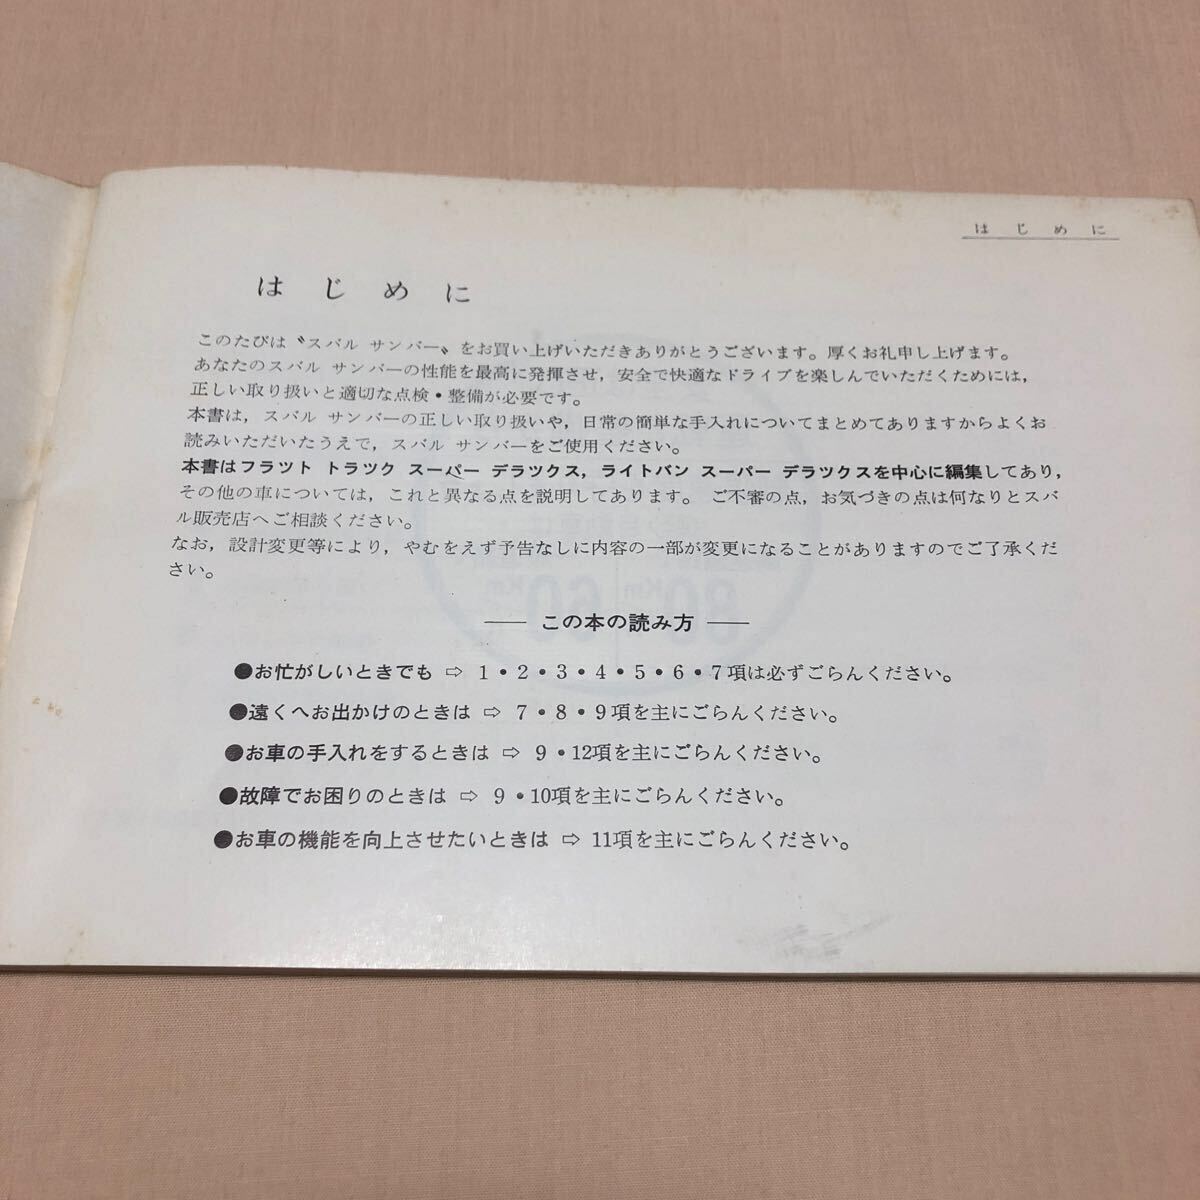 はじめに
はじめに
このたびは〝スバル サンバー〟をお買い上げいただきありがとうございます。厚くお礼申し上げます。
あなたのスバル サンバーの性能を最高に発揮させ，安全で快適なドライブを楽しんでいただくためには，
正しい取り扱いと適切な点検・整備が必要です。
本書は，スバル サンバーの正しい取り扱いや，日常の簡単な手入れについてまとめてありますからよくお
読みいただいたうえで，スバル サンバーをご使用ください。
本書はフラツト トラツク スーパー デラツクス，ライトバン スーパー デラツクスを中心に編集してあり，
その他の車については，これと異なる点を説明してあります。 ご不審の点，お気づきの点は何なりとスバ
ル販売店へご相談ください。
なお，設計変更等により，やむをえず予告なしに内容の一部が変更になることがありますのでご了承くだ
さい。
── この本の読み方 ──
●お忙がしいときでも ⇨ 1・2・3・4・5・6・7項は必ずごらんください。
●遠くへお出かけのときは ⇨ 7・8・9項を主にごらんください。
●お車の手入れをするときは ⇨ 9・12項を主にごらんください。
●故障でお困りのときは ⇨ 9・10項を主にごらんください。
●お車の機能を向上させたいときは ⇨ 11項を主にごらんください。